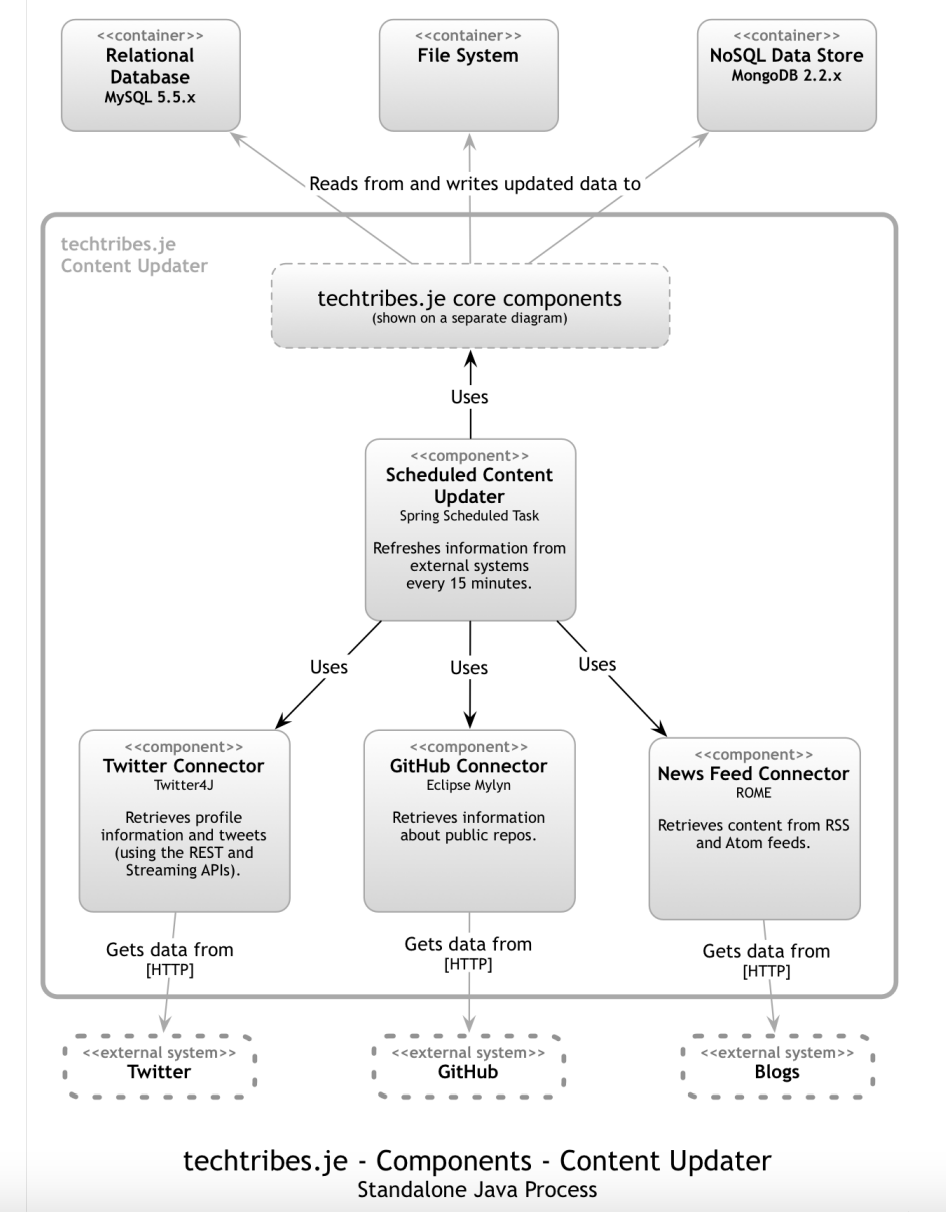 <<container>>
Relational
Database
MySQL 5.5.x
<<container>>
File System
<<container>>
NoSQL Data Store
MongoDB 2.2.x
Reads from and writes updated data to
techtribes.je
Content Updater
techtribes.je core components
(shown on a separate diagram)
Uses
<<component>>
Scheduled Content
Updater
Spring Scheduled Task
Refreshes information from
external systems
every 15 minutes.
Uses
Uses
Uses
<<component>>
Twitter Connector
Twitter4J
Retrieves profile
information and tweets
(using the REST and
Streaming APIs).
<<component>>
GitHub Connector
Eclipse Mylyn
Retrieves information
about public repos.
<<component>>
News Feed Connector
ROME
Retrieves content from RSS
and Atom feeds.
Gets data from
[HTTP]
Gets data from
[HTTP]
Gets data from
[HTTP]
<<external system>>
Twitter
<<external system>>
GitHub
<<external system>>
Blogs
techtribes.je - Components - Content Updater
Standalone Java Process